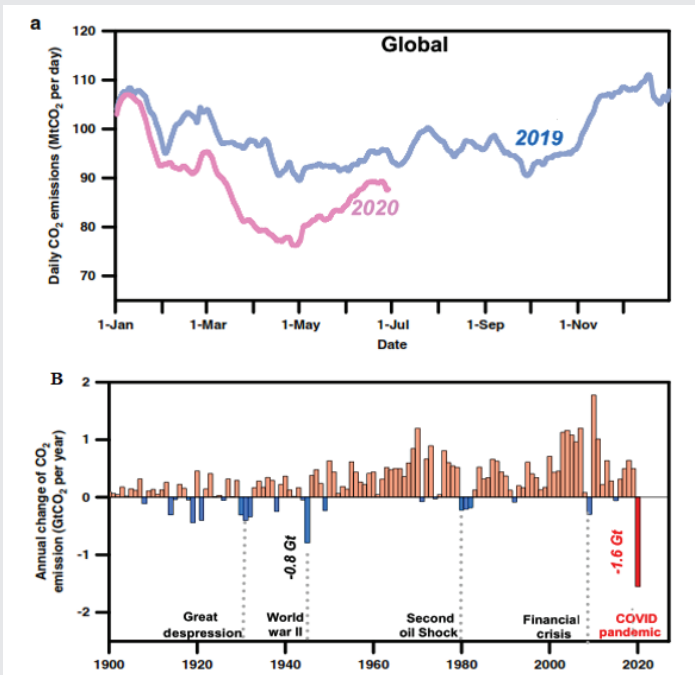 a
Global
Daily CO2 emissions (MtCO2 per day)
120
110
100
90
80
70
2019
2020
1-Jan
1-Mar
1-May
1-Jul
1-Sep
1-Nov
Date
B
Annual change of CO2
emission (GtCO2 per year)
2
1
0
-1
-2
-0.8 Gt
-1.6 Gt
Great
despression
World
war II
Second
oil Shock
Financial
crisis
COVID
pandemic
1900
1920
1940
1960
1980
2000
2020